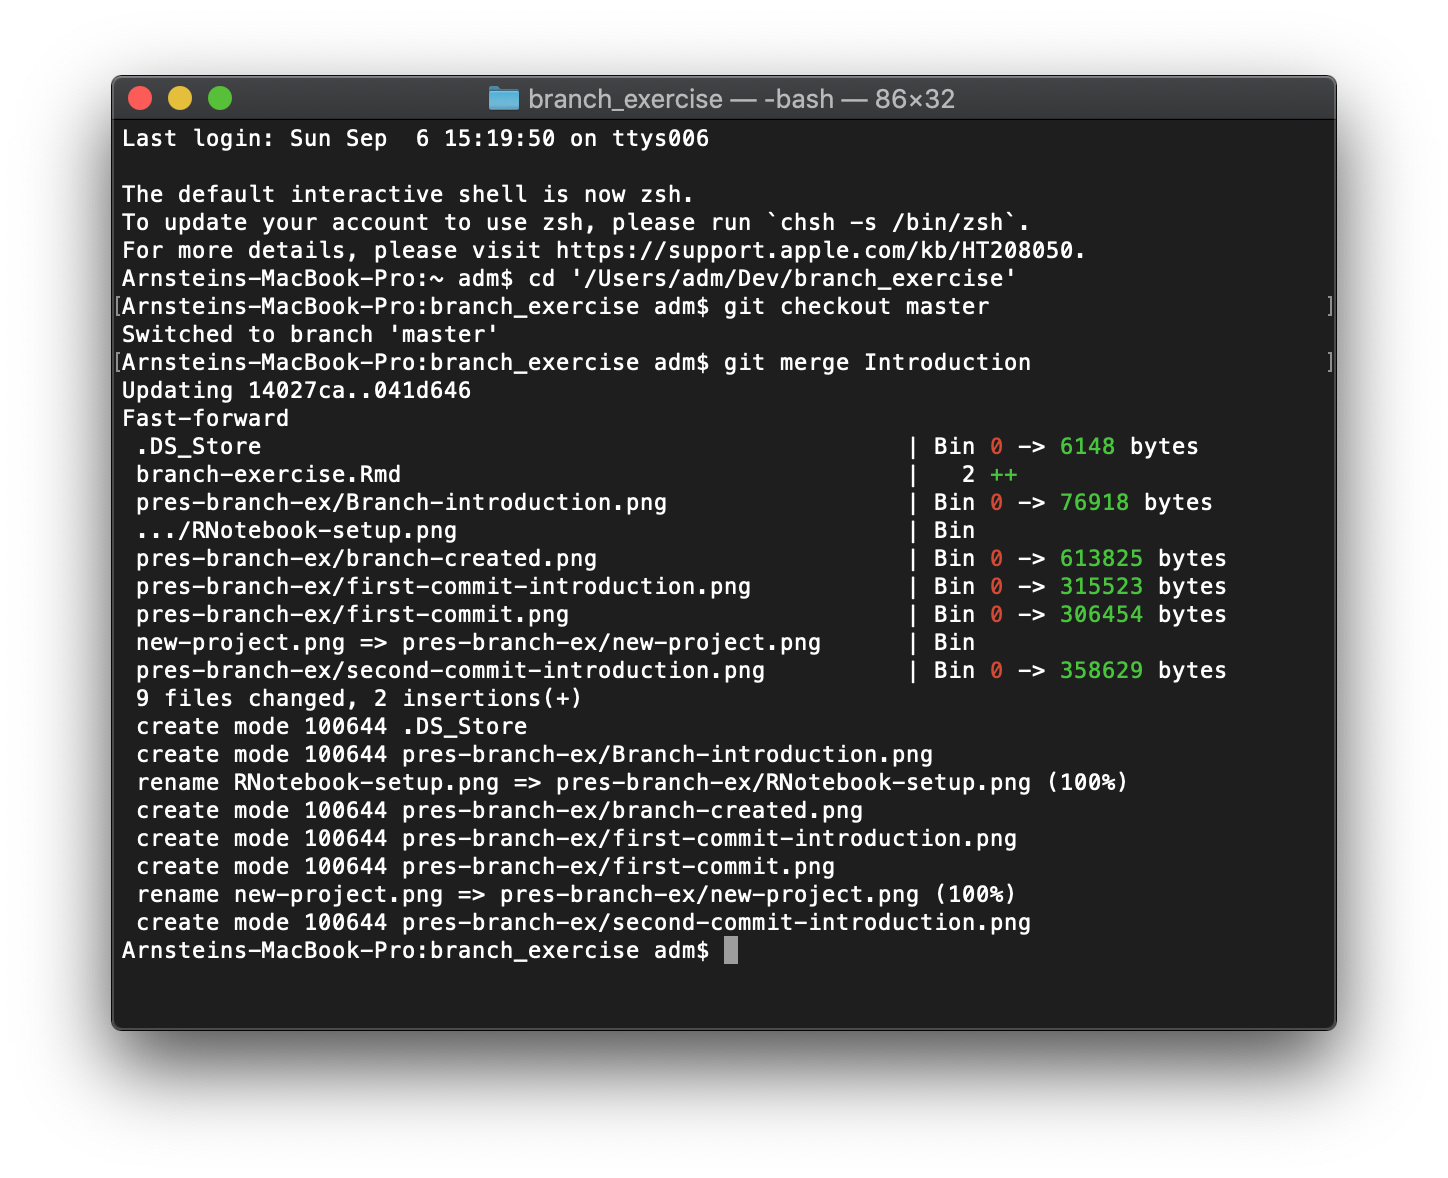 branch_exercise — -bash — 86×32
Last login: Sun Sep  6 15:19:50 on ttys006
The default interactive shell is now zsh.
To update your account to use zsh, please run `chsh -s /bin/zsh`.
For more details, please visit https://support.apple.com/kb/HT208050.
Arnsteins-MacBook-Pro:~ adm$ cd '/Users/adm/Dev/branch_exercise'
[Arnsteins-MacBook-Pro:branch_exercise adm$ git checkout master ]
Switched to branch 'master'
[Arnsteins-MacBook-Pro:branch_exercise adm$ git merge Introduction ]
Updating 14027ca..041d646
Fast-forward
 .DS_Store                                              | Bin 0 -> 6148 bytes
 branch-exercise.Rmd                                    |   2 ++
 pres-branch-ex/Branch-introduction.png                 | Bin 0 -> 76918 bytes
 .../RNotebook-setup.png                                | Bin
 pres-branch-ex/branch-created.png                      | Bin 0 -> 613825 bytes
 pres-branch-ex/first-commit-introduction.png           | Bin 0 -> 315523 bytes
 pres-branch-ex/first-commit.png                        | Bin 0 -> 306454 bytes
 new-project.png => pres-branch-ex/new-project.png      | Bin
 pres-branch-ex/second-commit-introduction.png          | Bin 0 -> 358629 bytes
 9 files changed, 2 insertions(+)
 create mode 100644 .DS_Store
 create mode 100644 pres-branch-ex/Branch-introduction.png
 rename RNotebook-setup.png => pres-branch-ex/RNotebook-setup.png (100%)
 create mode 100644 pres-branch-ex/branch-created.png
 create mode 100644 pres-branch-ex/first-commit-introduction.png
 create mode 100644 pres-branch-ex/first-commit.png
 rename new-project.png => pres-branch-ex/new-project.png (100%)
 create mode 100644 pres-branch-ex/second-commit-introduction.png
Arnsteins-MacBook-Pro:branch_exercise adm$